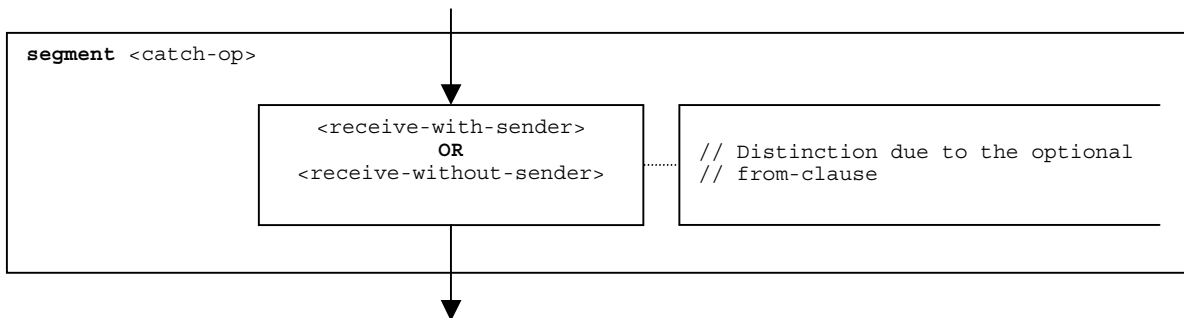 segment <catch-op>
<receive-with-sender>
OR
<receive-without-sender>
// Distinction due to the optional
// from-clause